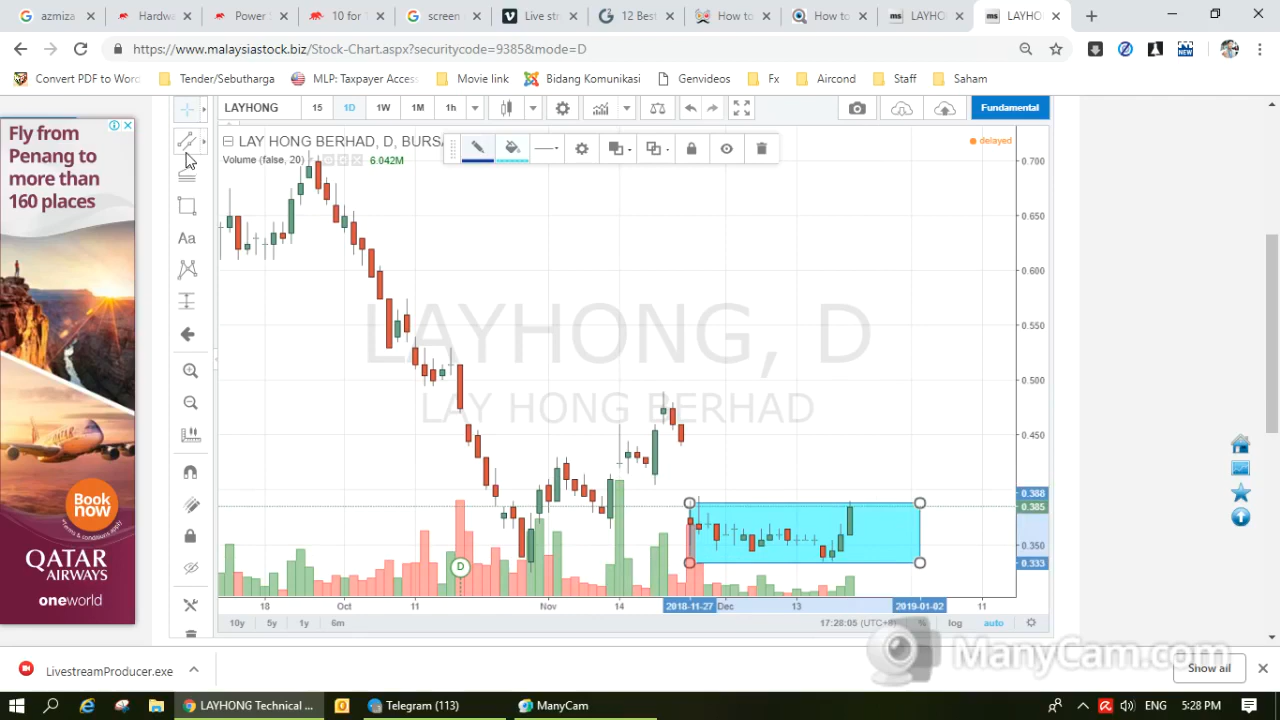 azmiza
Hardwa
Power S
10 for
screen
Live str
12 Best
How to
How to
LAYHO
LAYHO
https://www.malaysiastock.biz/Stock-Chart.aspx?securitycode=9385&mode=D
Convert PDF to Word
Tender/Sebutharga
MLP: Taxpayer Acces
Movie link
Bidang Komunikasi
Genvideos
Fx
Aircond
Staff
Saham
LAYHONG
15
1D
1W
1M
1h
Fundamental
LAY HONG BERHAD, D, BURS
delayed
Volume (false, 20)
6.042M
Aa
LAYHONG, D
LAY HONG BERHAD
0.700
0.650
0.600
0.550
0.500
0.450
0.388
0.385
0.350
0.333
D
18
Oct
11
Nov
14
2018-11-27
Dec
13
2019-01-02
11
10y
5y
1y
6m
17:28:05 (UTC+8)
%
log
auto
Fly from
Penang to
more than
160 places
Book
now
QATAR
AIRWAYS
oneworld
ManyCam.com
LivestreamProducer.exe
Show all
LAYHONG Technical ...
Telegram (113)
ManyCam
ENG
5:28 PM